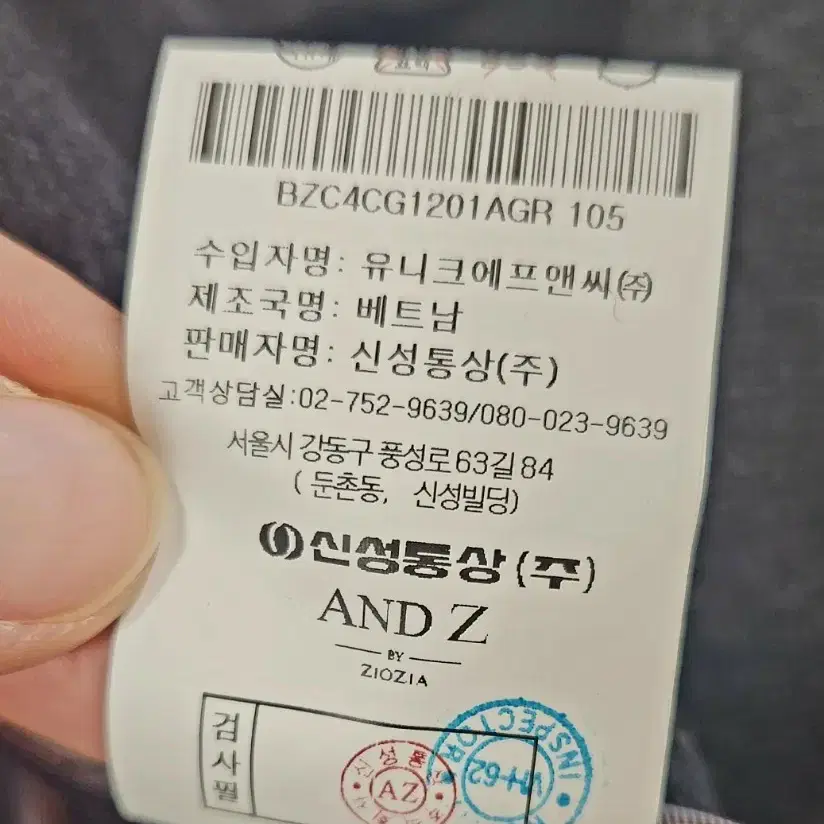 BZC4CG1201AGR 105
수입자명: 유니크에프앤씨(주)
제조국명: 베트남
판매자명: 신성통상(주)
고객상담실:02-752-9639/080-023-9639
서울시 강동구 풍성로63길 84
( 둔촌동, 신성빌딩)
신성통상(주)
AND Z
BY
ZIOZIA
검사필
AZ
INSPECTOR